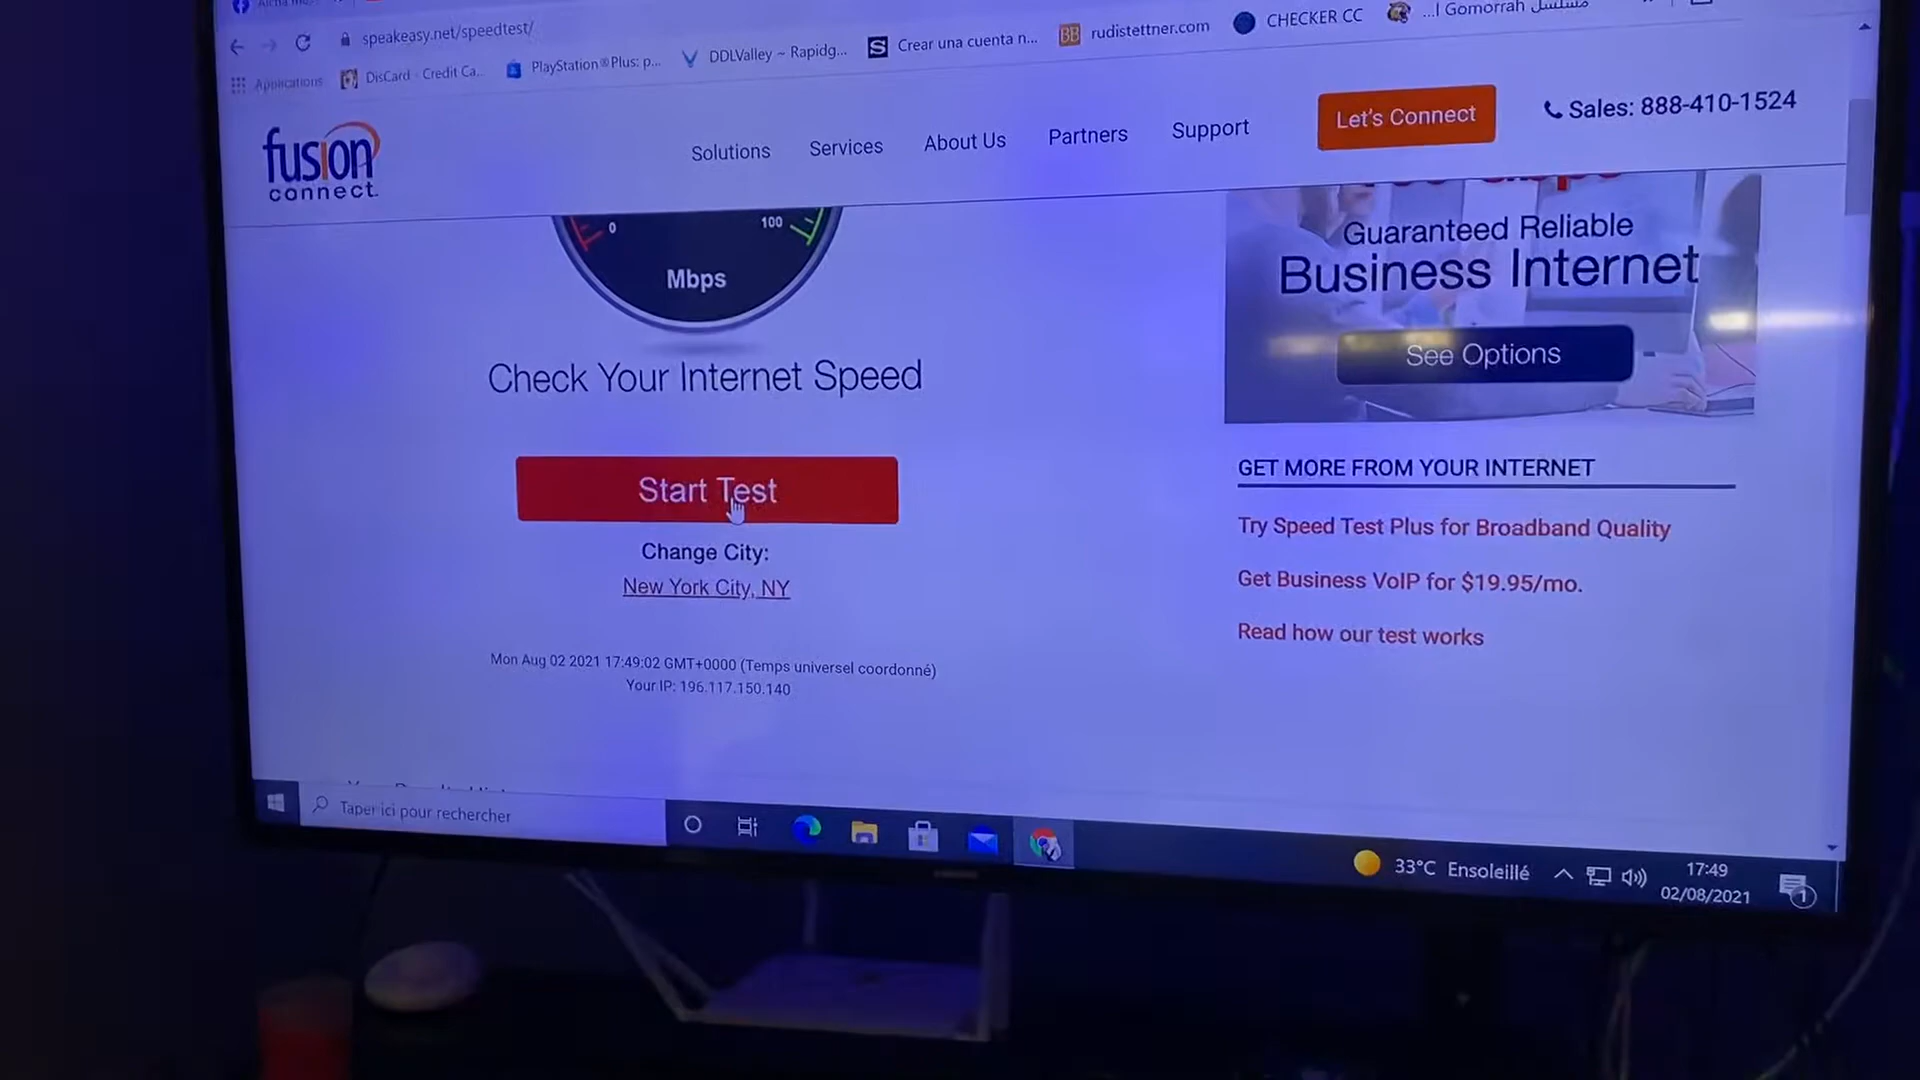 speakeasy.net/speedtest/
Applications
DisCard - Credit Ca...
PlayStation®Plus: p...
DDLValley ~ Rapidg...
Crear una cuenta n...
rudistettner.com
CHECKER CC
...ا Gomorrah مسلسل
fusion
connect.
Solutions
Services
About Us
Partners
Support
Let's Connect
Sales: 888-410-1524
0
100
Mbps
Check Your Internet Speed
Start Test
Change City:
New York City, NY
Mon Aug 02 2021 17:49:02 GMT+0000 (Temps universel coordonné)
Your IP: 196.117.150.140
Guaranteed Reliable
Business Internet
See Options
GET MORE FROM YOUR INTERNET
Try Speed Test Plus for Broadband Quality
Get Business VoIP for $19.95/mo.
Read how our test works
Taper ici pour rechercher
33°C Ensoleillé
17:49
02/08/2021
1